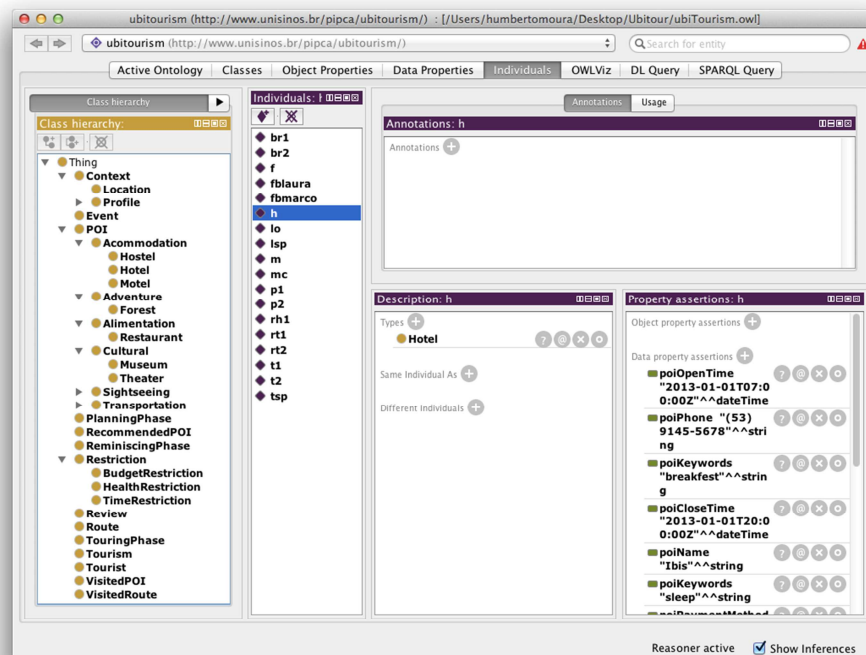 ubitourism (http://www.unisinos.br/pipca/ubitourism/) : [/Users/humbertomoura/Desktop/Ubitour/ubiTourism.owl]
ubitourism (http://www.unisinos.br/pipca/ubitourism/)
Search for entity
Active Ontology Classes Object Properties Data Properties Individuals OWLViz DL Query SPARQL Query
Class hierarchy
Class hierarchy:
Thing
Context
Location
Profile
Event
POI
Acommodation
Hostel
Hotel
Motel
Adventure
Forest
Alimentation
Restaurant
Cultural
Museum
Theater
Sightseeing
Transportation
PlanningPhase
RecommendedPOI
ReminiscingPhase
Restriction
BudgetRestriction
HealthRestriction
TimeRestriction
Review
Route
TouringPhase
Tourism
Tourist
VisitedPOI
VisitedRoute
Individuals: h
br1
br2
f
fblaura
fbmarco
h
lo
lsp
m
mc
p1
p2
rh1
rt1
rt2
t1
t2
tsp
Annotations Usage
Annotations: h
Annotations
Description: h
Types
Hotel
Same Individual As
Different Individuals
Property assertions: h
Object property assertions
Data property assertions
poiOpenTime
"2013-01-01T07:0
0:00Z"^^dateTime
poiPhone "(53)
9145-5678"^^stri
ng
poiKeywords
"breakfest"^^strin
g
poiCloseTime
"2013-01-01T20:0
0:00Z"^^dateTime
poiName
"Ibis"^^string
poiKeywords
"sleep"^^string
poiPaymentMethod
Reasoner active Show Inferences